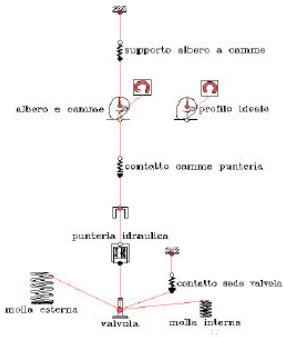 supporto albero a camme
albero a camme
profilo ideale
contatto camma punteria
punteria idraulica
contatto sede valvola
molla esterna
valvola
molla interna